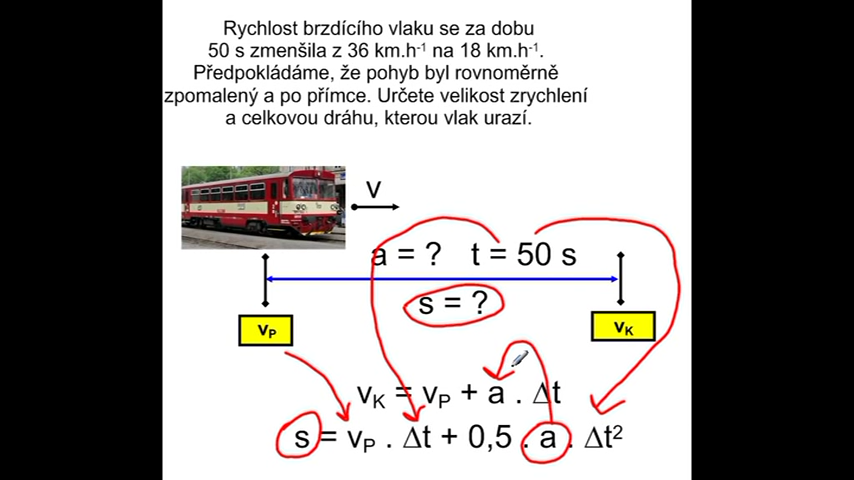 Rychlost brzdícího vlaku se za dobu
50 s zmenšila z 36 km.h⁻¹ na 18 km.h⁻¹.
Předpokládáme, že pohyb byl rovnoměrně
zpomalený a po přímce. Určete velikost zrychlení
a celkovou dráhu, kterou vlak urazí.
v
a = ? t = 50 s
s = ?
vₚ vₖ
vₖ = vₚ + a . Δt
s = vₚ . Δt + 0,5 . a . Δt²